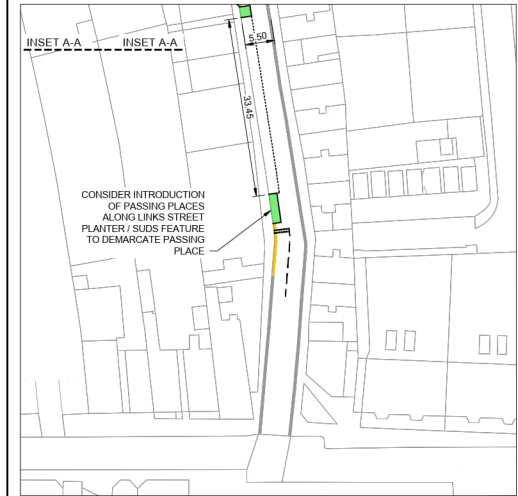 5.50
INSET A-A INSET A-A
33.45
CONSIDER INTRODUCTION
OF PASSING PLACES
ALONG LINKS STREET
PLANTER / SUDS FEATURE
TO DEMARCATE PASSING
PLACE